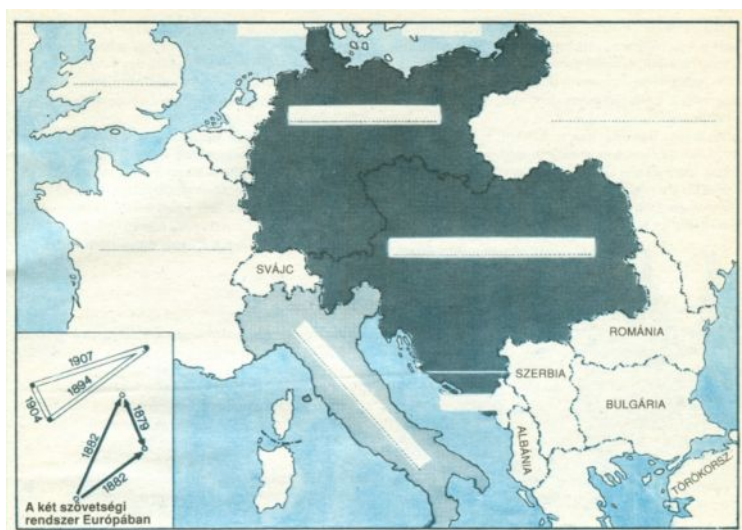 SVÁJC
ROMÁNIA
SZERBIA
BULGÁRIA
ALBÁNIA
TÖRÖKORSZ.
1907
1894
1904
1882
1879
1882
A két szövetségi
rendszer Európában